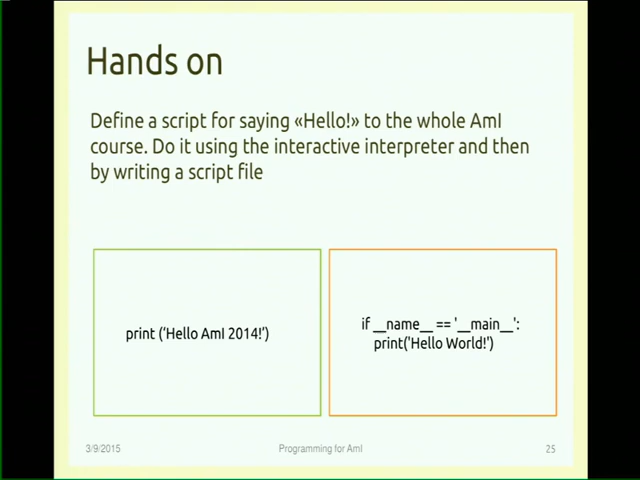 Hands on
Define a script for saying «Hello!» to the whole AmI
course. Do it using the interactive interpreter and then
by writing a script file
print (‘Hello AmI 2014!’)
if __name__ == '__main__':
print('Hello World!')
3/9/2015
Programming for AmI
25